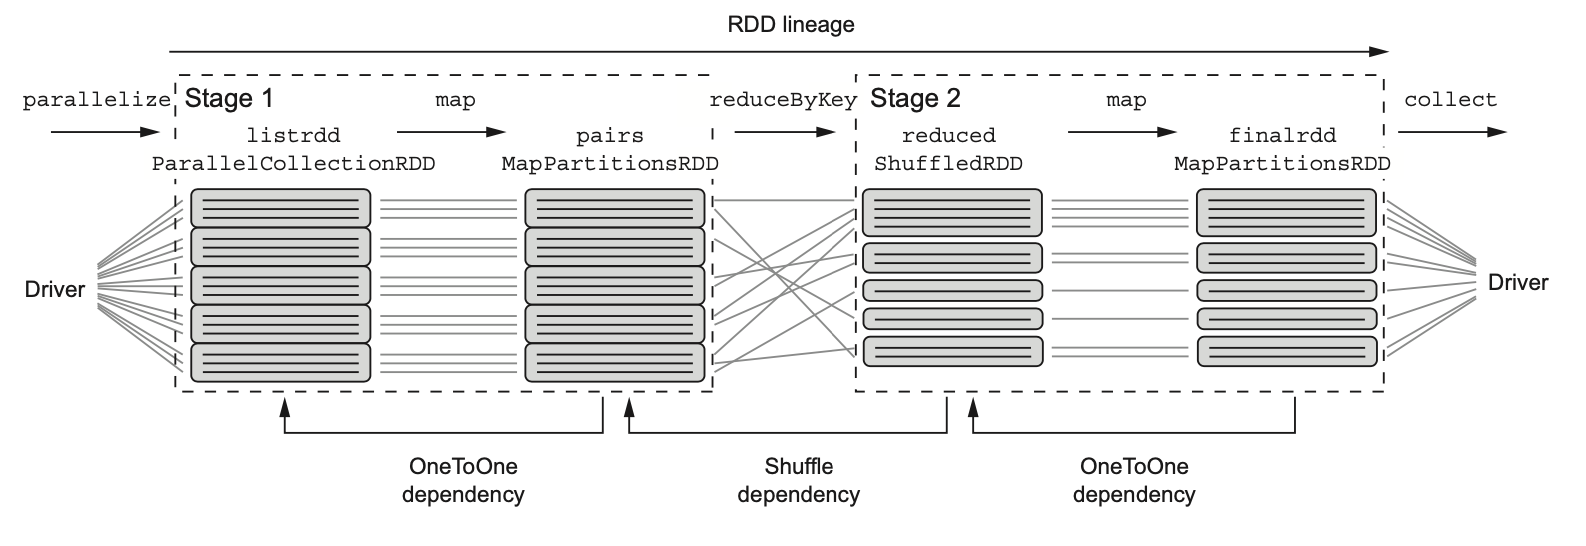 RDD lineage
parallelize
Stage 1
map
reduceByKey
Stage 2
map
collect
listrdd
ParallelCollectionRDD
pairs
MapPartitionsRDD
reduced
ShuffledRDD
finalrdd
MapPartitionsRDD
Driver
Driver
OneToOne
dependency
Shuffle
dependency
OneToOne
dependency